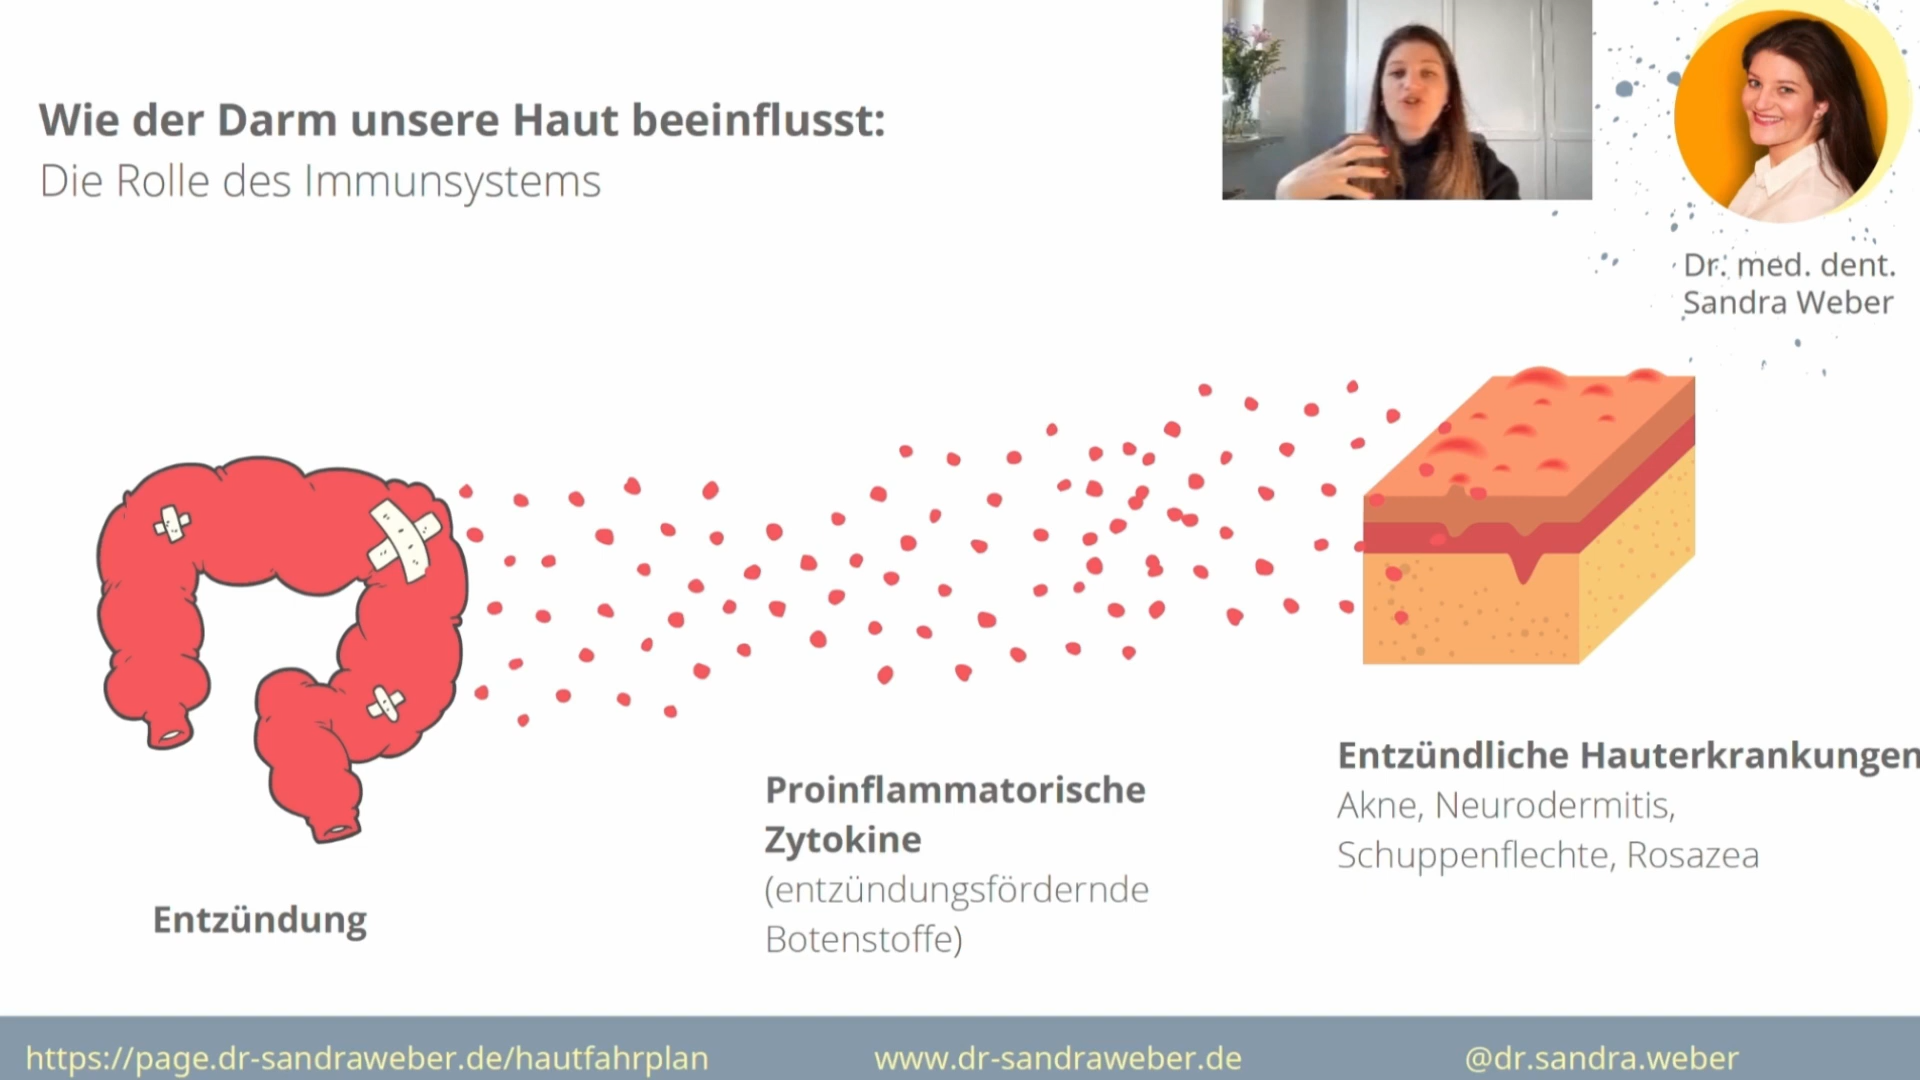 Wie der Darm unsere Haut beeinflusst:
Die Rolle des Immunsystems
Dr. med. dent.
Sandra Weber
Entzündung
Proinflammatorische
Zytokine
(entzündungsfördernde
Botenstoffe)
Entzündliche Hauterkrankungen
Akne, Neurodermitis,
Schuppenflechte, Rosazea
https://page.dr-sandraweber.de/hautfahrplan
www.dr-sandraweber.de
@dr.sandra.weber